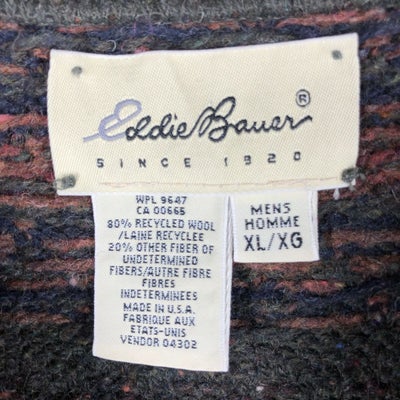 Eddie Bauer®
SINCE 1920
WPL 9647
CA 00665
80% RECYCLED WOOL
/LAINE RECYCLÉE
20% OTHER FIBER OF
UNDETERMINED
FIBERS/AUTRE FIBRE
FIBRES
INDETERMINEES
MADE IN U.S.A.
FABRIQUE AUX
ETATS-UNIS
VENDOR 04302
MENS
HOMME
XL/XG